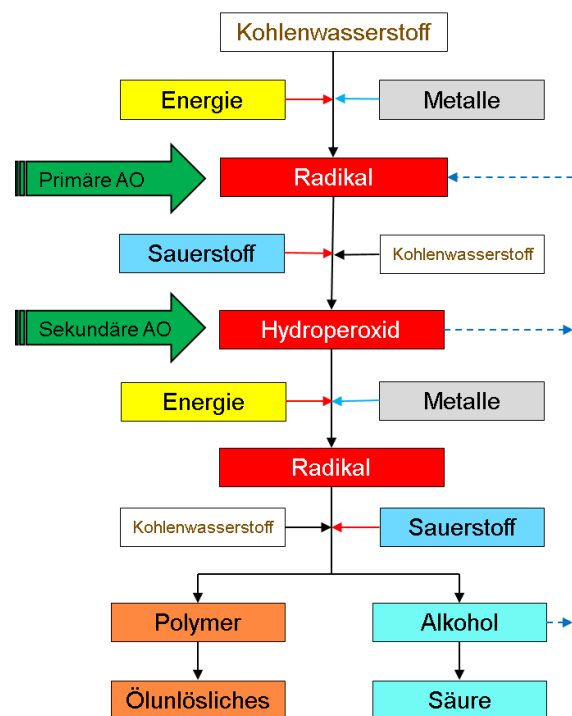 Kohlenwasserstoff
Energie
Metalle
Primäre AO
Radikal
Sauerstoff
Kohlenwasserstoff
Sekundäre AO
Hydroperoxid
Energie
Metalle
Radikal
Kohlenwasserstoff
Sauerstoff
Polymer
Alkohol
Ölunlösliches
Säure